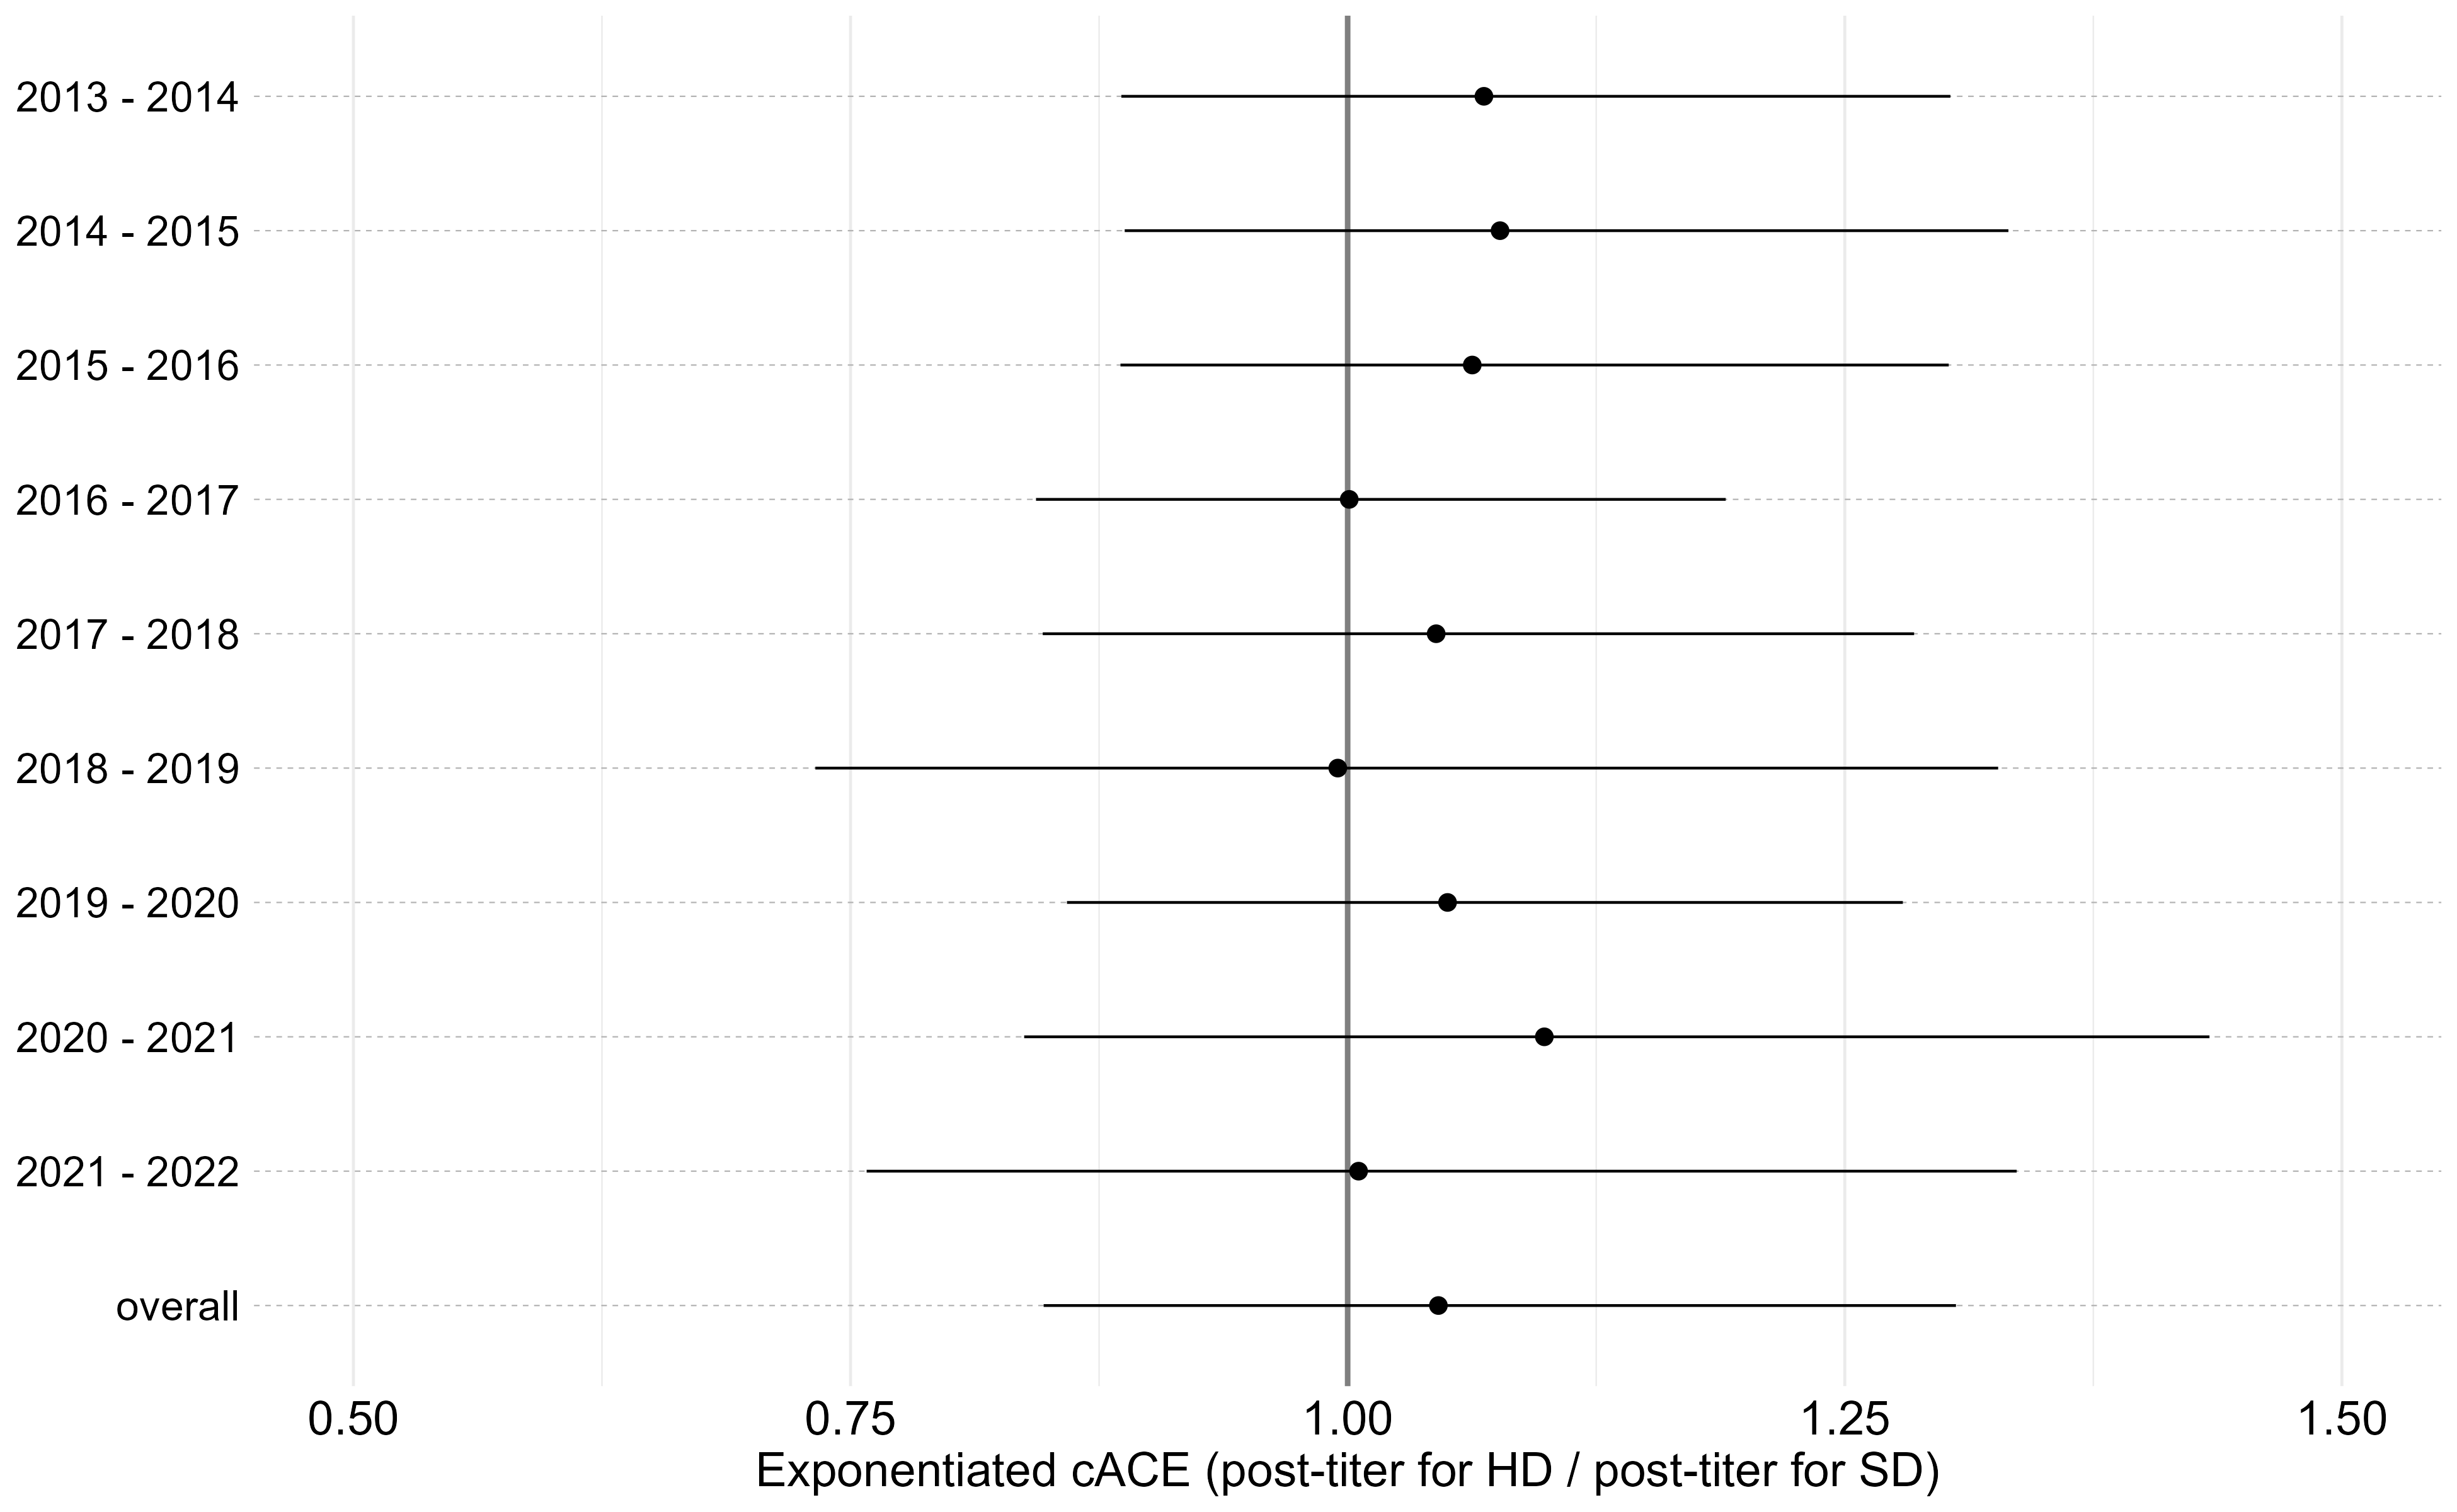 2013 - 2014
2014 - 2015
2015 - 2016
2016 - 2017
2017 - 2018
2018 - 2019
2019 - 2020
2020 - 2021
2021 - 2022
overall
0.50 0.75 1.00 1.25 1.50
Exponentiated cACE (post-titer for HD / post-titer for SD)